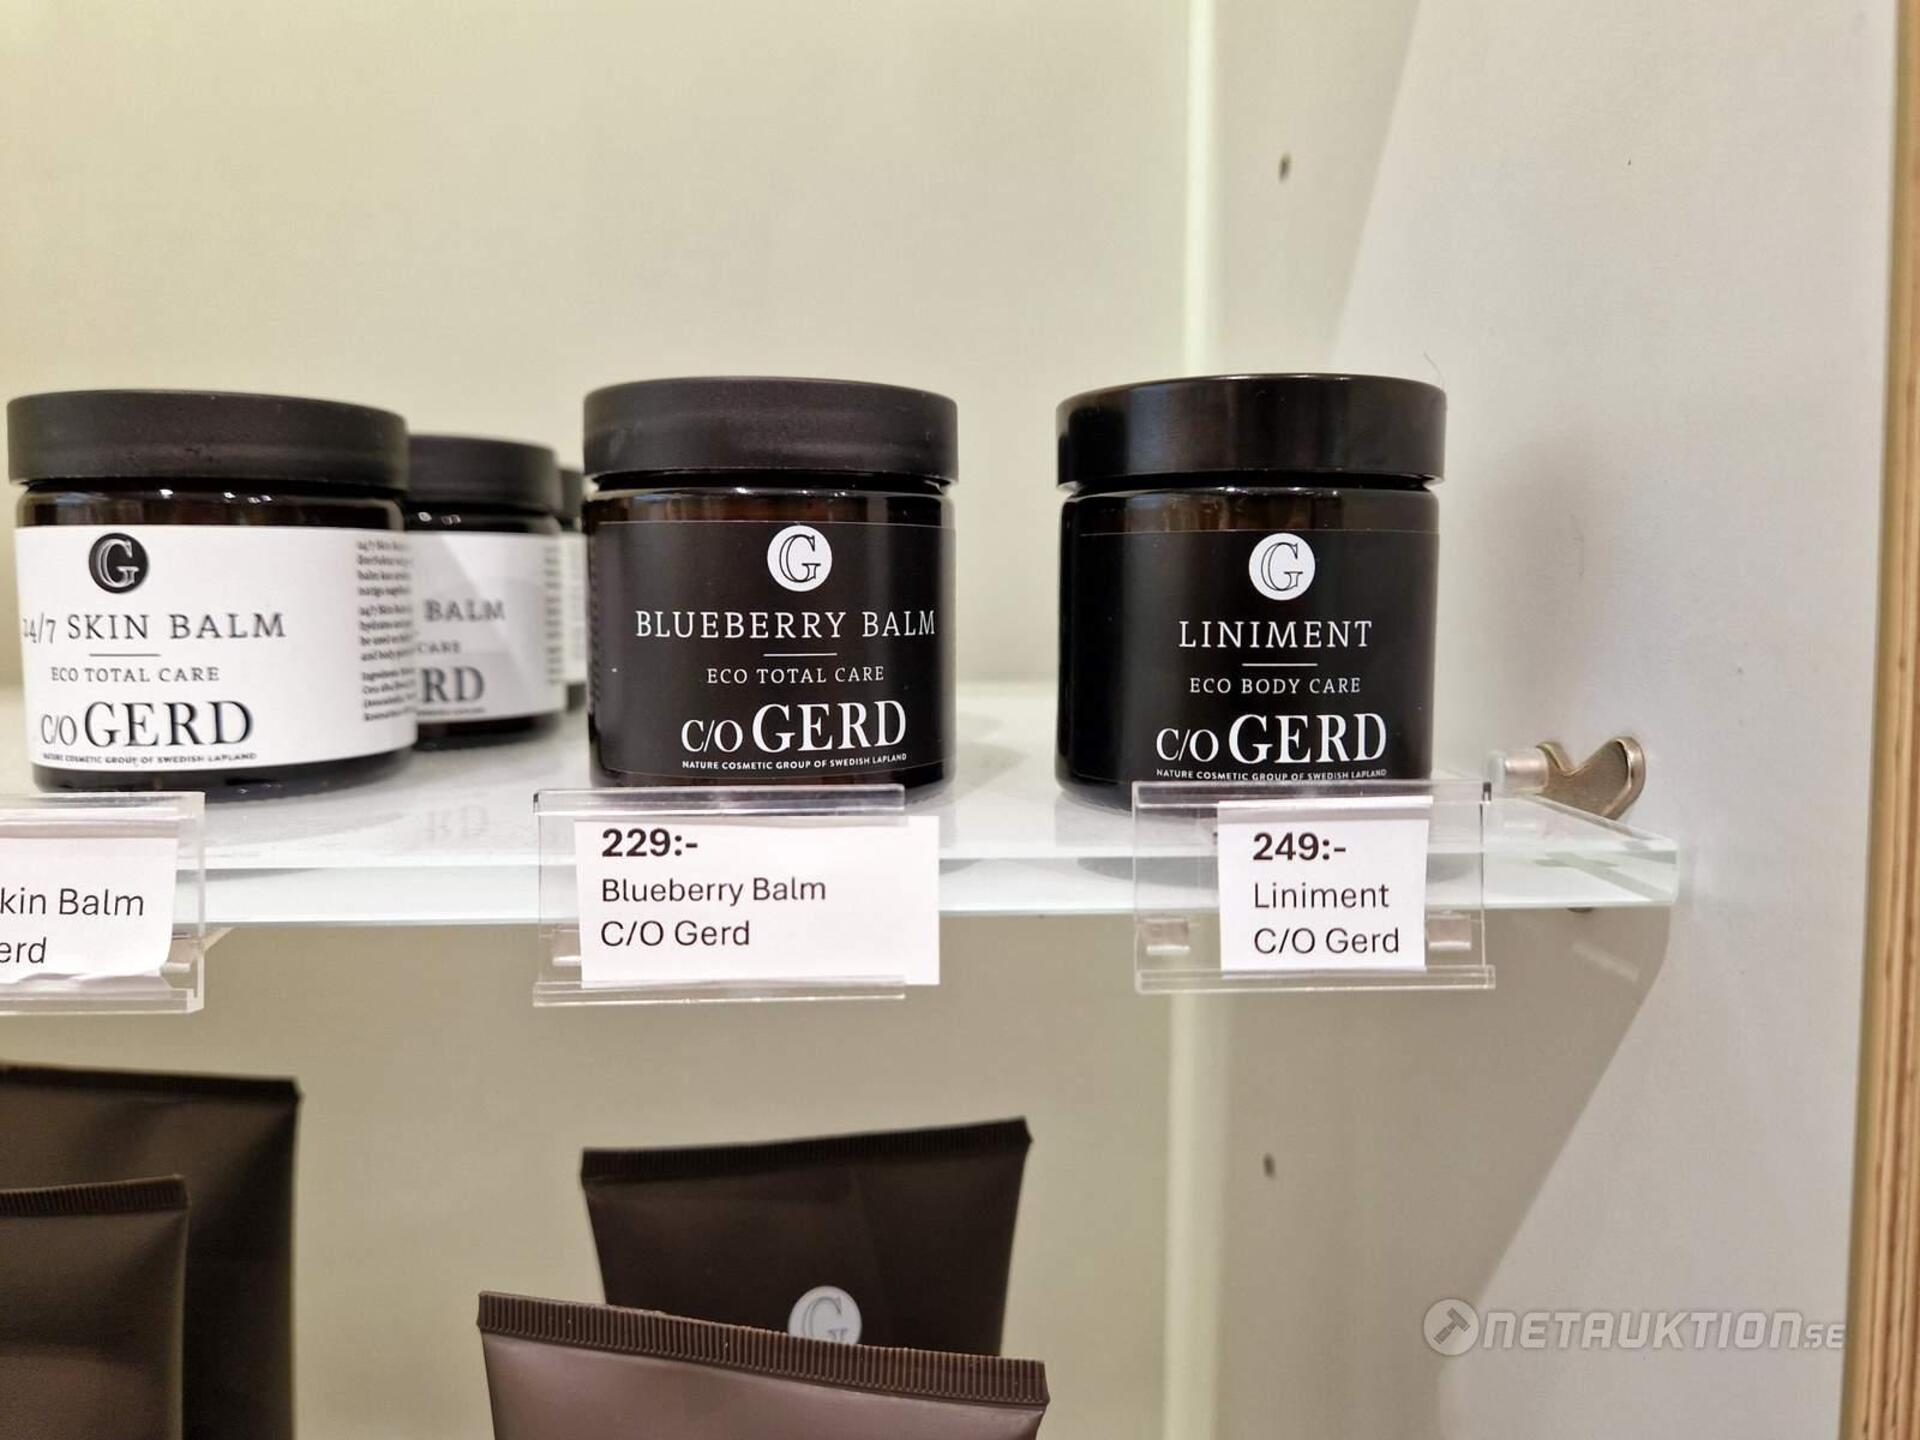 G
24/7 SKIN BALM
ECO TOTAL CARE
C/O GERD
NATURE COSMETIC GROUP OF SWEDISH LAPLAND
BALM
CARE
RD
G
BLUEBERRY BALM
ECO TOTAL CARE
C/O GERD
NATURE COSMETIC GROUP OF SWEDISH LAPLAND
G
LINIMENT
ECO BODY CARE
C/O GERD
NATURE COSMETIC GROUP OF SWEDISH LAPLAND
kin Balm
erd
229:-
Blueberry Balm
C/O Gerd
249:-
Liniment
C/O Gerd
G
NETAUKTION.SE